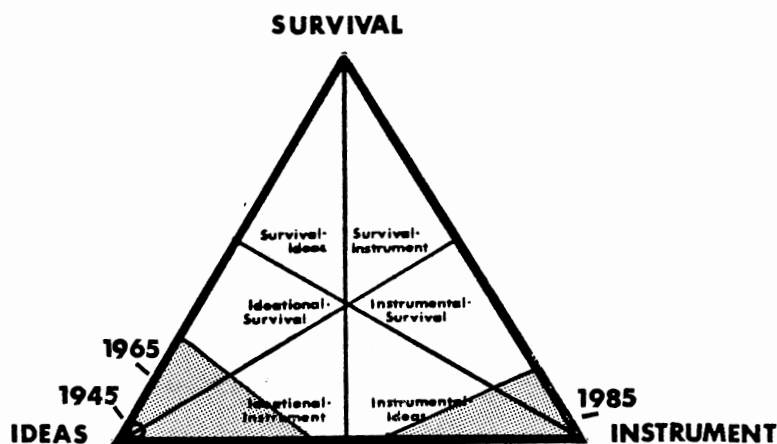 SURVIVAL
Survival-
Ideas
Survival-
Instrument
Ideational-
Survival
Instrumental-
Survival
1965
1945
Ideational-
Instrument
Instrumental-
Ideas
1985
IDEAS
INSTRUMENT